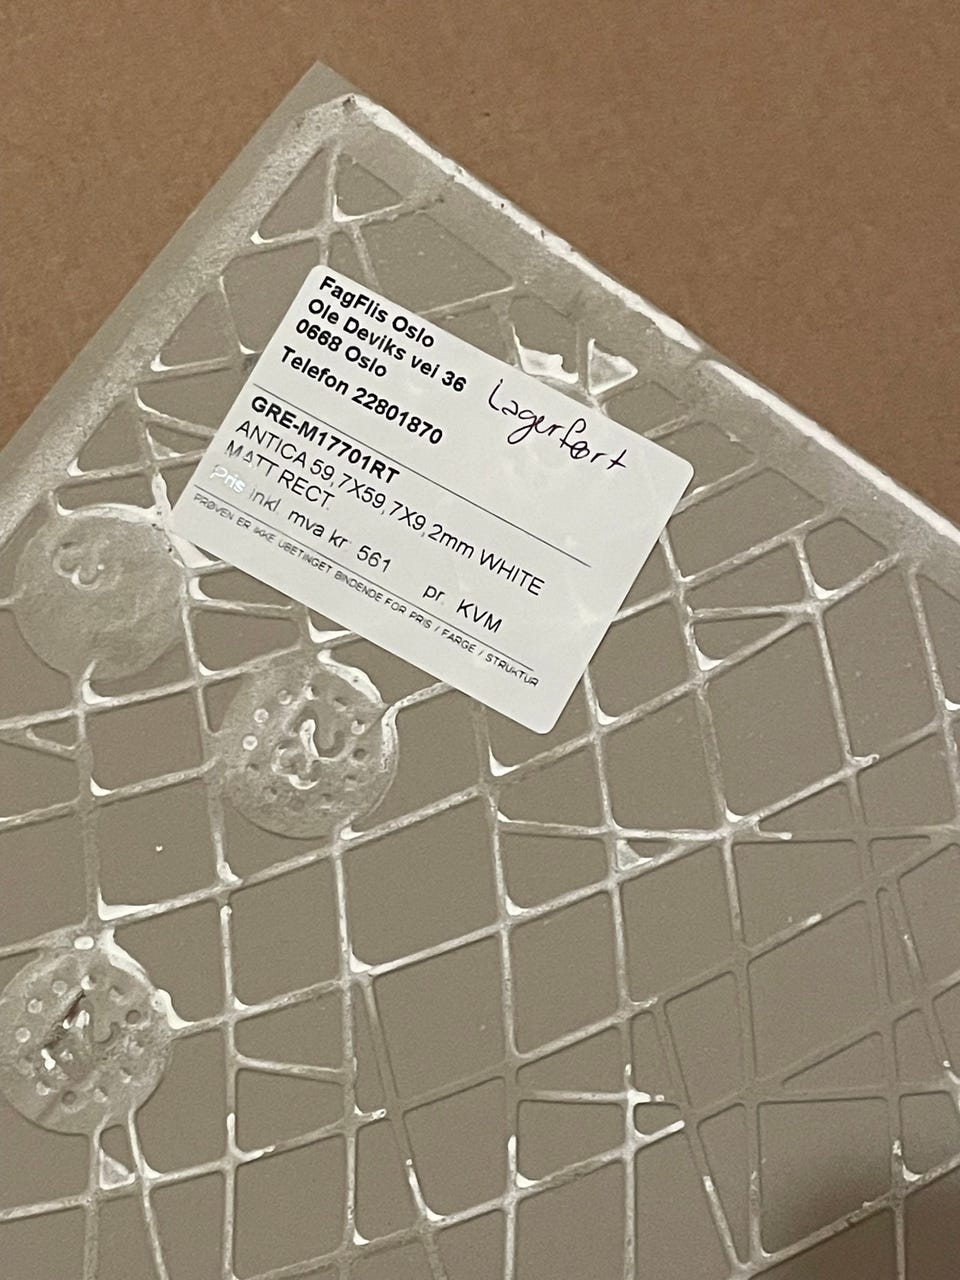 FagFlis Oslo
Ole Deviks vei 36
0668 Oslo
Telefon 22801870
Lagerført
GRE-M17701RT
ANTICA 59,7X59,7X9,2mm WHITE
MATT RECT.
Pris inkl. mva kr: 561 pr. KVM
PRØVEN ER IKKE UBETINGET BINDENDE FOR PRIS / FARGE / STRUKTUR